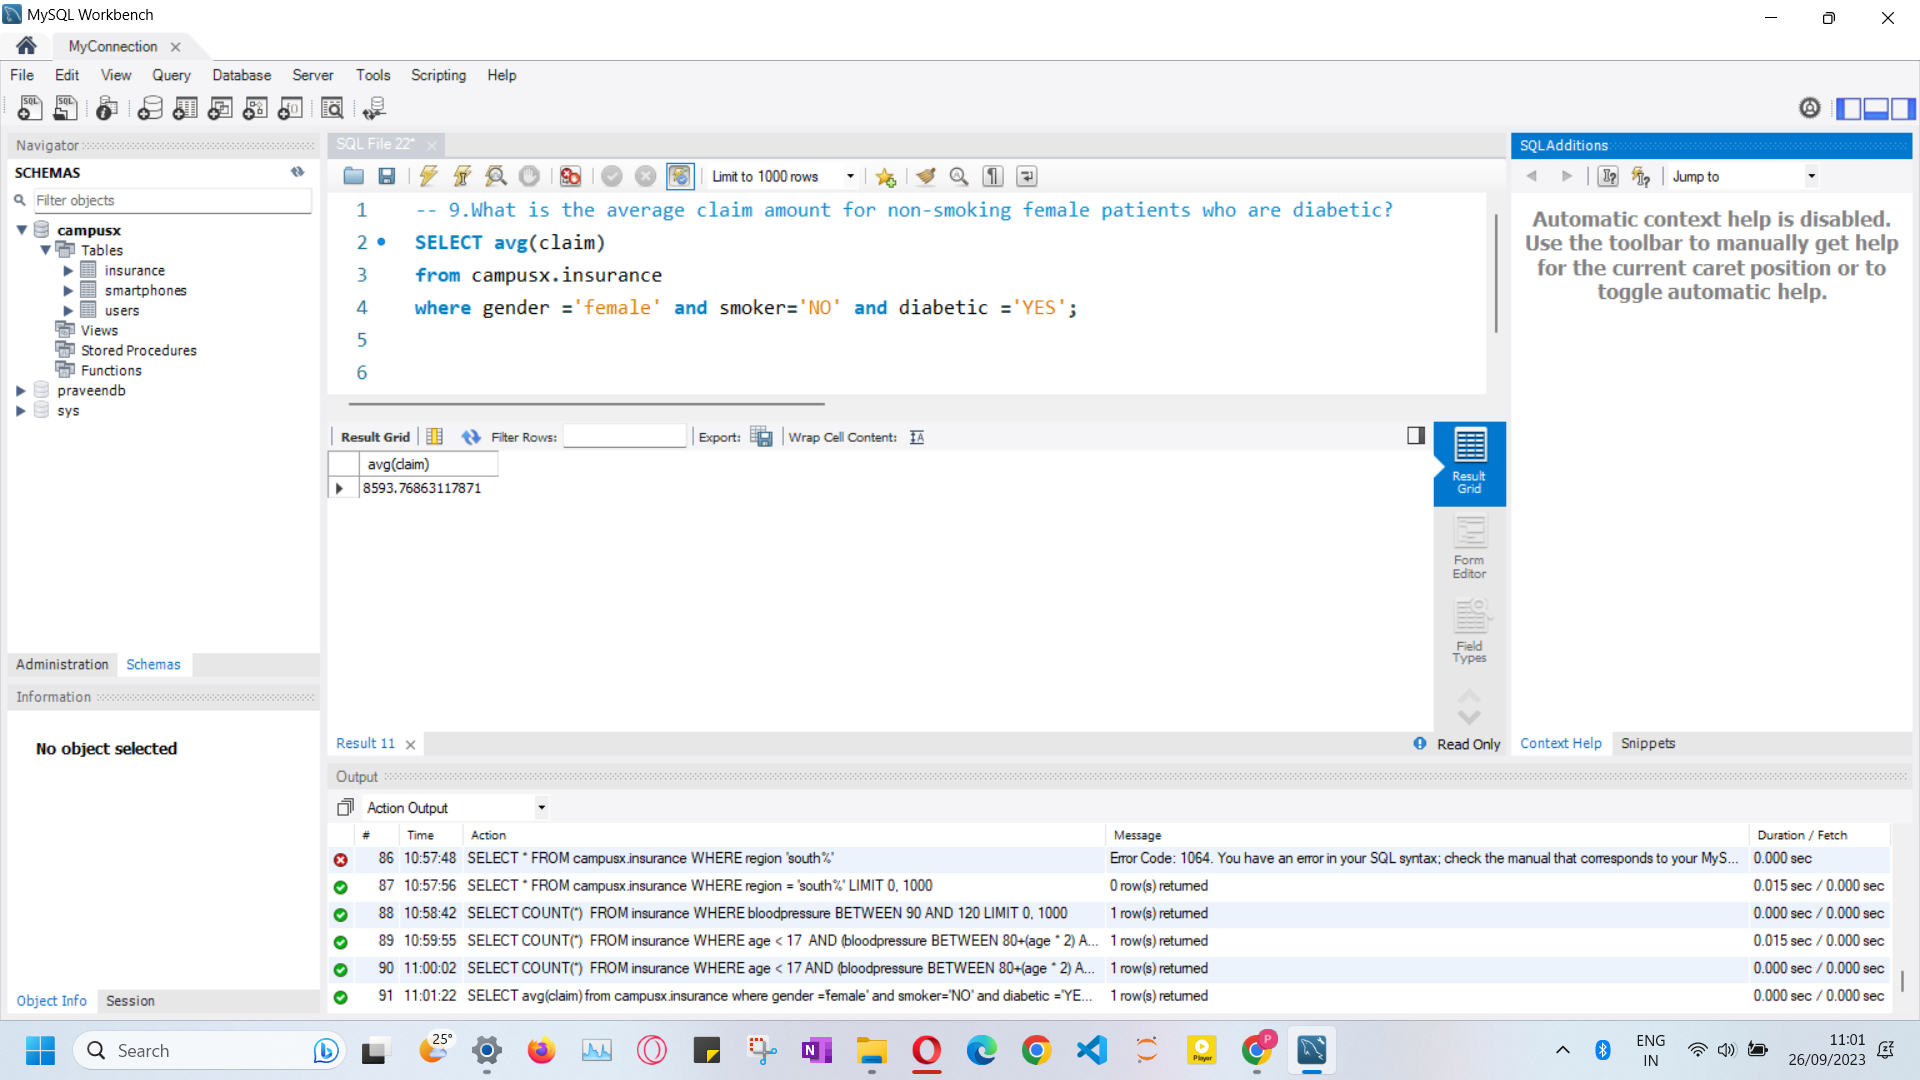 MySQL Workbench
MyConnection
File Edit View Query Database Server Tools Scripting Help
Navigator
SCHEMAS
Filter objects
campusx
Tables
insurance
smartphones
users
Views
Stored Procedures
Functions
praveendb
sys
Administration Schemas
Information
No object selected
Object Info Session
SQL File 22*
Limit to 1000 rows
1 -- 9.What is the average claim amount for non-smoking female patients who are diabetic?
2 SELECT avg(claim)
3 from campusx.insurance
4 where gender ='female' and smoker='NO' and diabetic ='YES';
5
6
Result Grid Filter Rows: Export: Wrap Cell Content:
avg(claim)
8593.76863117871
Result Grid
Form Editor
Field Types
Result 11
Read Only
SQLAdditions
Jump to
Automatic context help is disabled.
Use the toolbar to manually get help
for the current caret position or to
toggle automatic help.
Context Help Snippets
Output
Action Output
# Time Action Message Duration / Fetch
86 10:57:48 SELECT * FROM campusx.insurance WHERE region 'south%' Error Code: 1064. You have an error in your SQL syntax; check the manual that corresponds to your MyS... 0.000 sec
87 10:57:56 SELECT * FROM campusx.insurance WHERE region = 'south%' LIMIT 0, 1000 0 row(s) returned 0.015 sec / 0.000 sec
88 10:58:42 SELECT COUNT(*) FROM insurance WHERE bloodpressure BETWEEN 90 AND 120 LIMIT 0, 1000 1 row(s) returned 0.000 sec / 0.000 sec
89 10:59:55 SELECT COUNT(*) FROM insurance WHERE age < 17 AND (bloodpressure BETWEEN 80+(age * 2) A... 1 row(s) returned 0.015 sec / 0.000 sec
90 11:00:02 SELECT COUNT(*) FROM insurance WHERE age < 17 AND (bloodpressure BETWEEN 80+(age * 2) A... 1 row(s) returned 0.000 sec / 0.000 sec
91 11:01:22 SELECT avg(claim) from campusx.insurance where gender ='female' and smoker='NO' and diabetic ='YE... 1 row(s) returned 0.000 sec / 0.000 sec
Search
25°
Player
P
ENG
IN
11:01
26/09/2023